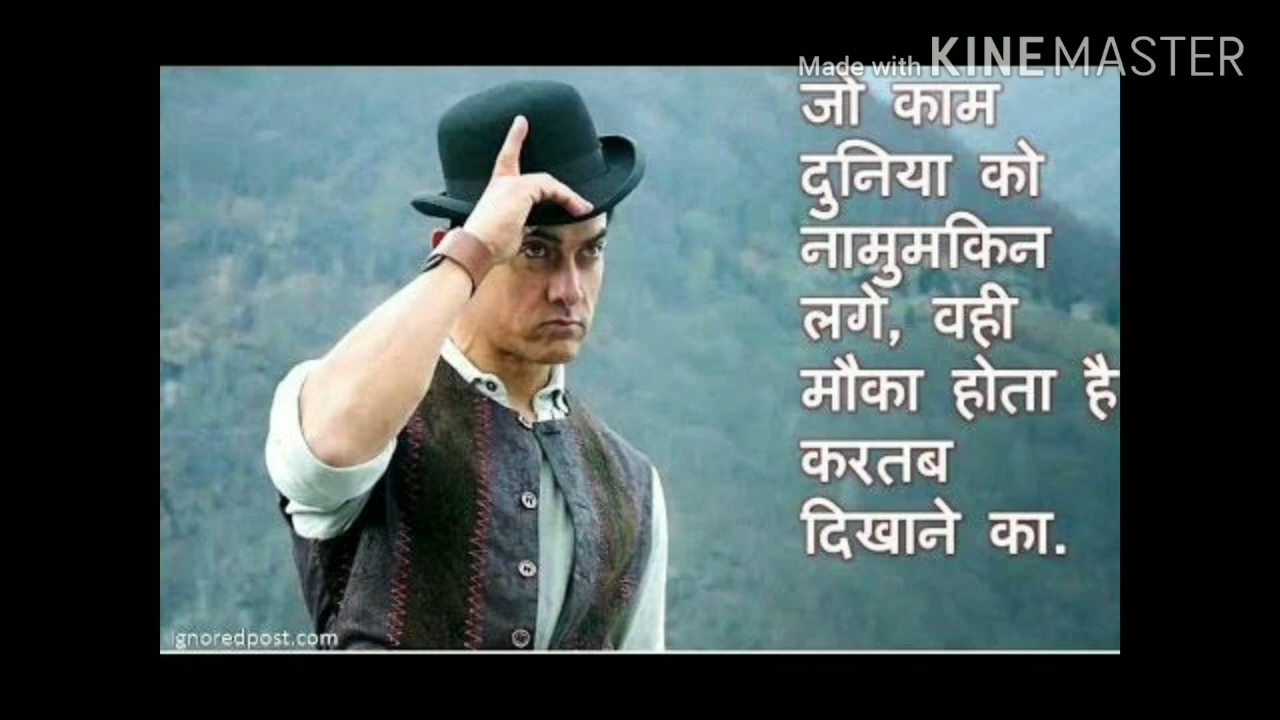 Made with KINEMASTER
जो काम
दुनिया को
नामुमकिन
लगे, वही
मौका होता है
करतब
दिखाने का.
ignoredpost.com